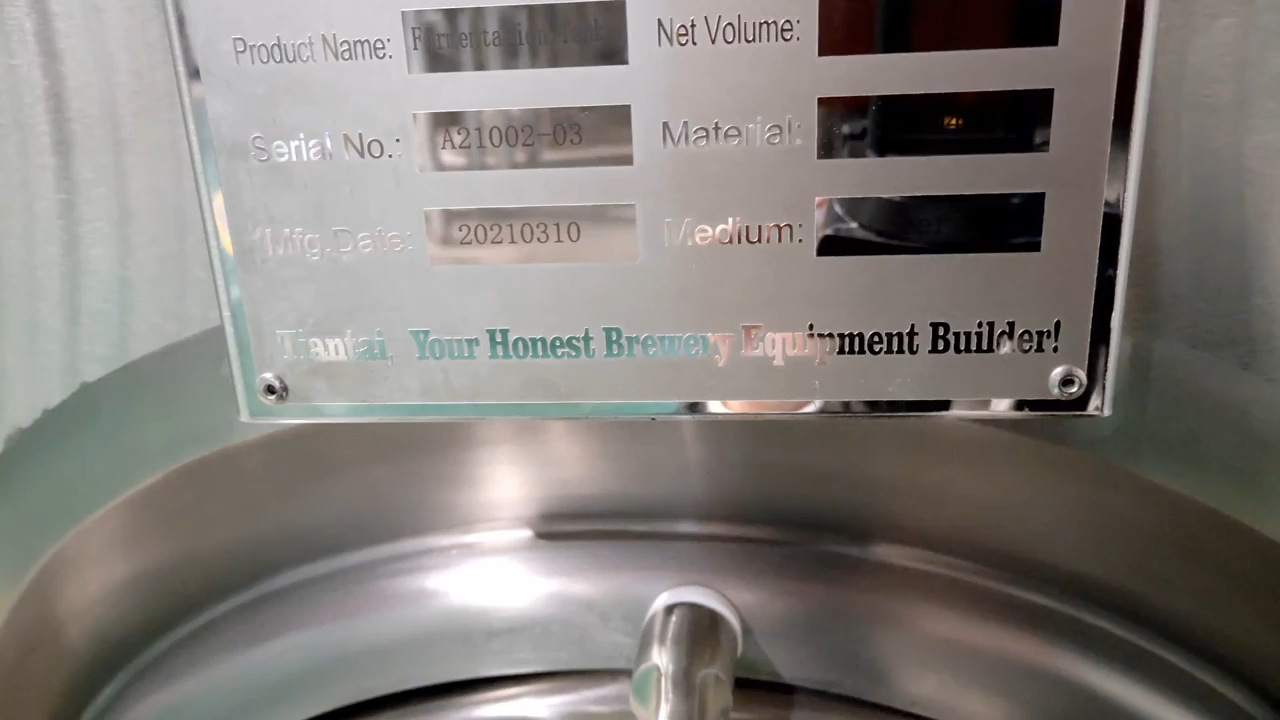 Product Name: Fermentation Tank Net Volume:
Serial No.: A21002-03 Material:
Mfg.Date: 20210310 Medium:
Tiantai, Your Honest Brewery Equipment Builder!